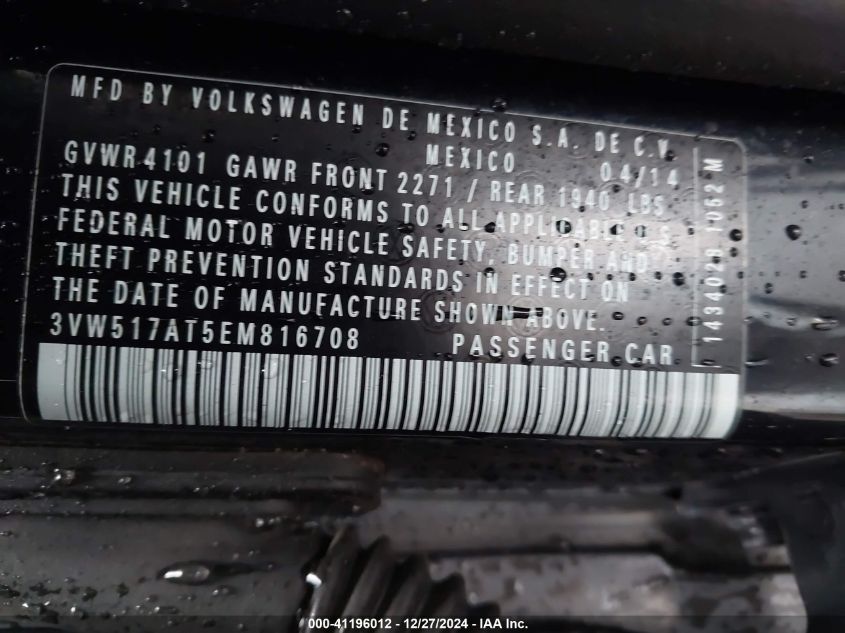 MFD BY VOLKSWAGEN DE MEXICO S.A. DE C.V.
MEXICO 04/14
GVWR 4101 GAWR FRONT 2271 / REAR 1940 LBS
THIS VEHICLE CONFORMS TO ALL APPLICABLE U.S
FEDERAL MOTOR VEHICLE SAFETY, BUMPER AND
THEFT PREVENTION STANDARDS IN EFFECT ON
THE DATE OF MANUFACTURE SHOWN ABOVE.
3VW517AT5EM816708 PASSENGER CAR
1434029 1052 M
000-41196012 - 12/27/2024 - IAA Inc.